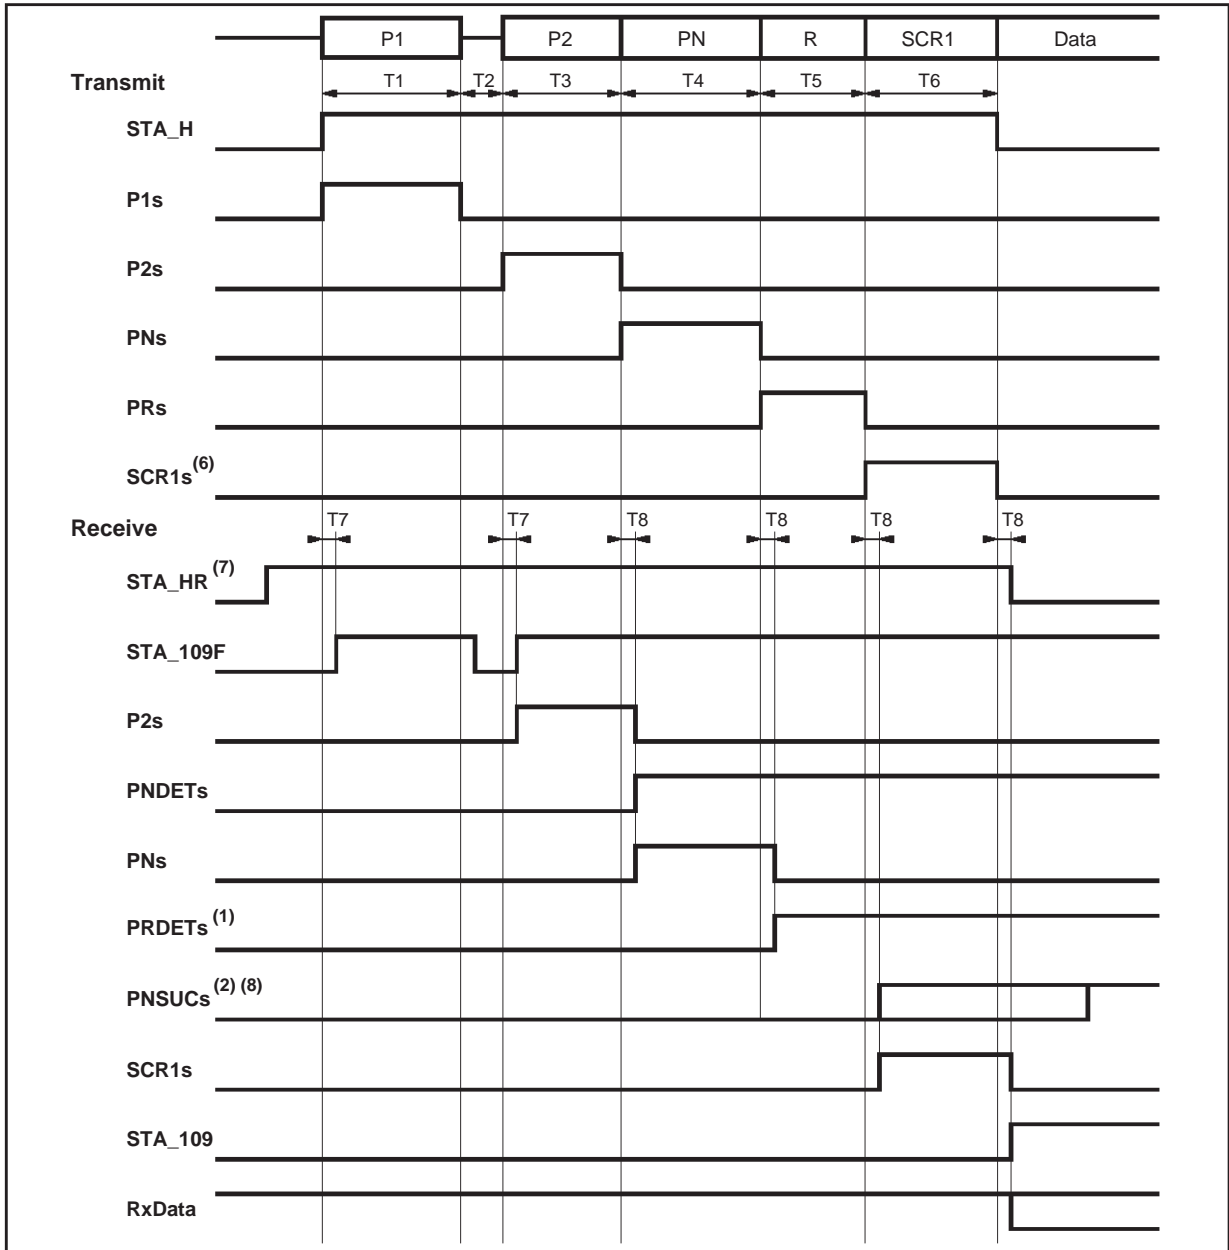 P1 P2 PN R SCR1 Data
Transmit T1 T2 T3 T4 T5 T6
STA_H
P1s
P2s
PNs
PRs
SCR1s(6)
Receive T7 T7 T8 T8 T8 T8
STA_HR (7)
STA_109F
P2s
PNDETs
PNs
PRDETs (1)
PNSUCs (2) (8)
SCR1s
STA_109
RxData